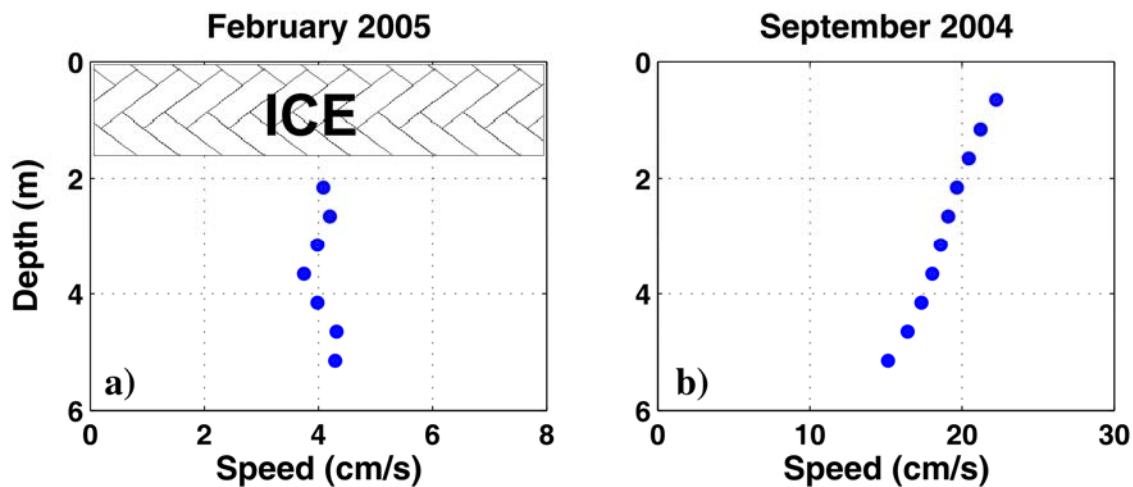 February 2005
September 2004
0
2
4
6
Depth (m)
ICE
a)
0 2 4 6 8
Speed (cm/s)
0
2
4
6
b)
0 10 20 30
Speed (cm/s)